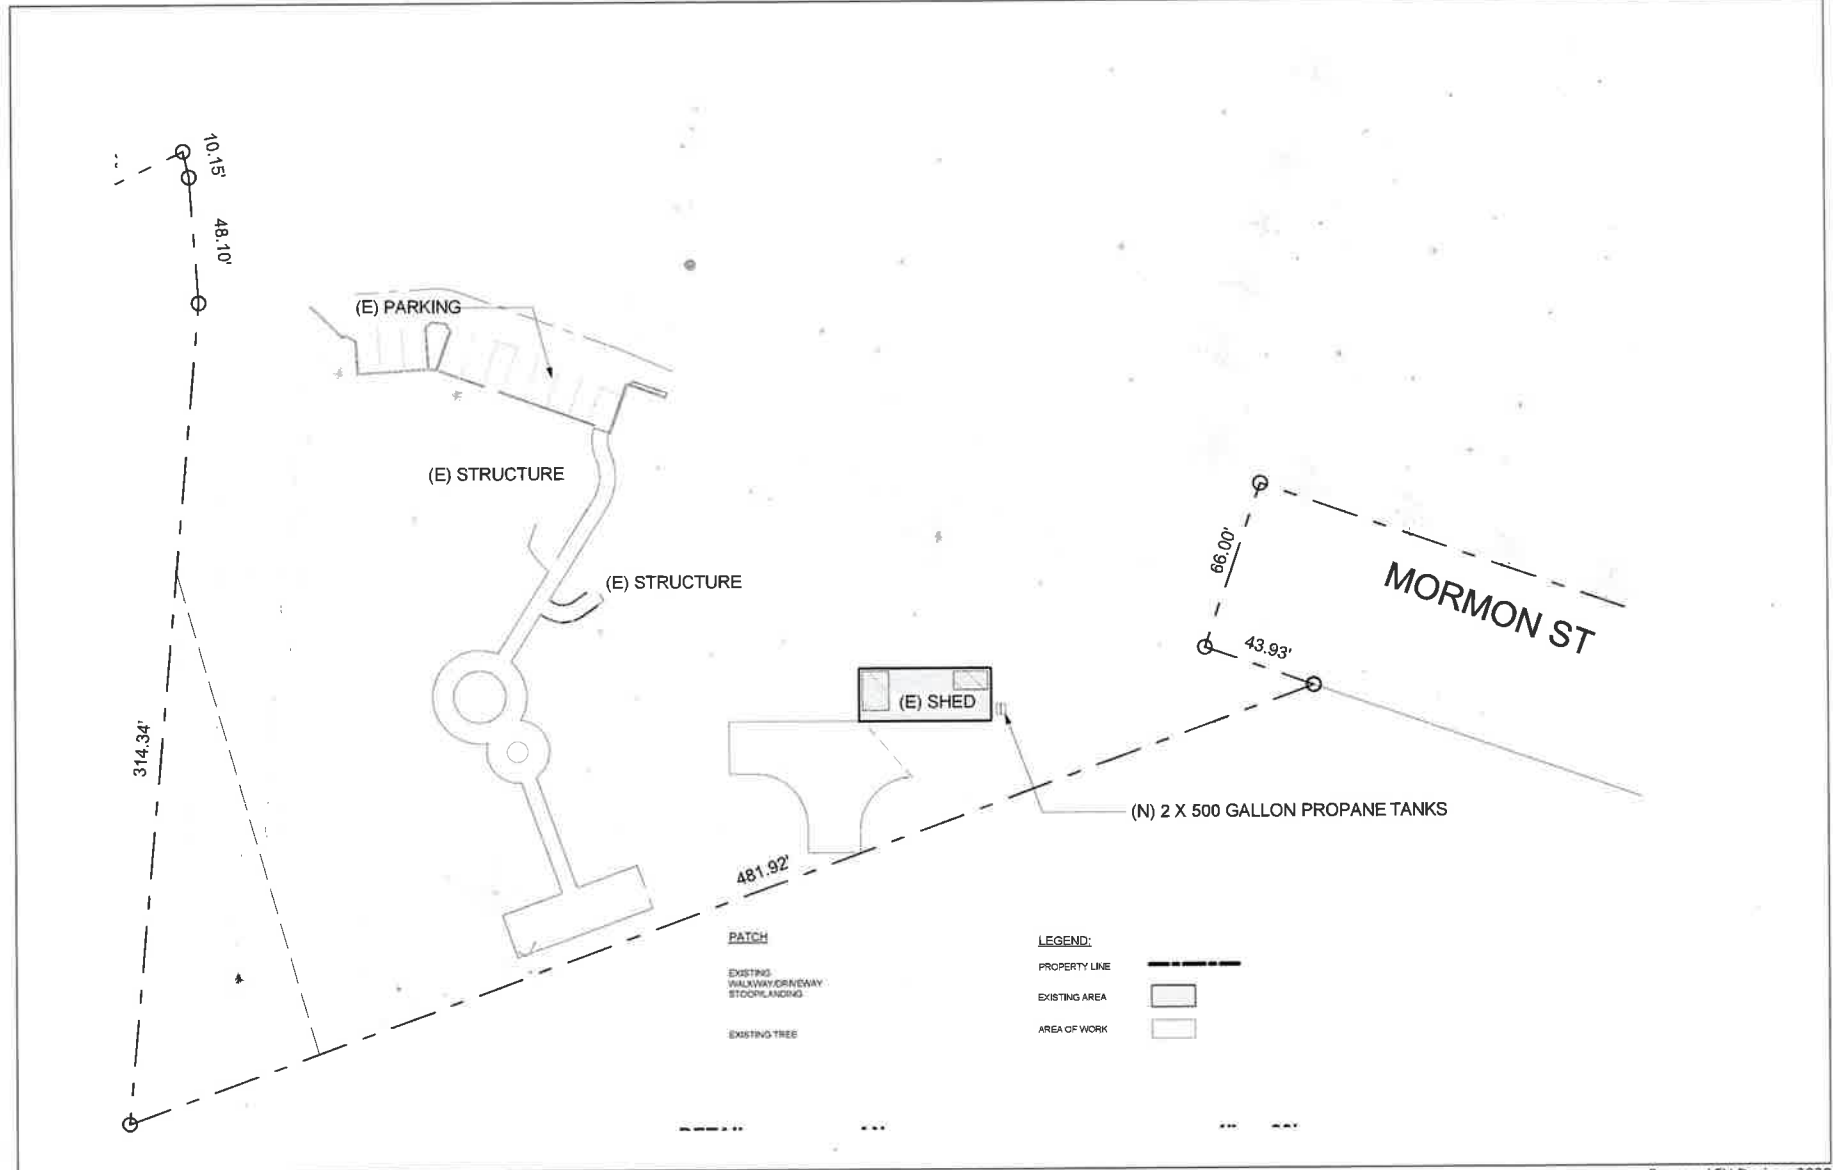 10.15'
48.10'
(E) PARKING
(E) STRUCTURE
(E) STRUCTURE
66.00'
MORMON ST
43.93'
(E) SHED
314.34'
(N) 2 X 500 GALLON PROPANE TANKS
481.92'
PATCH
EXISTING
WALKWAY/DRIVEWAY
STOOP/LANDING
EXISTING TREE
LEGEND:
PROPERTY LINE
EXISTING AREA
AREA OF WORK